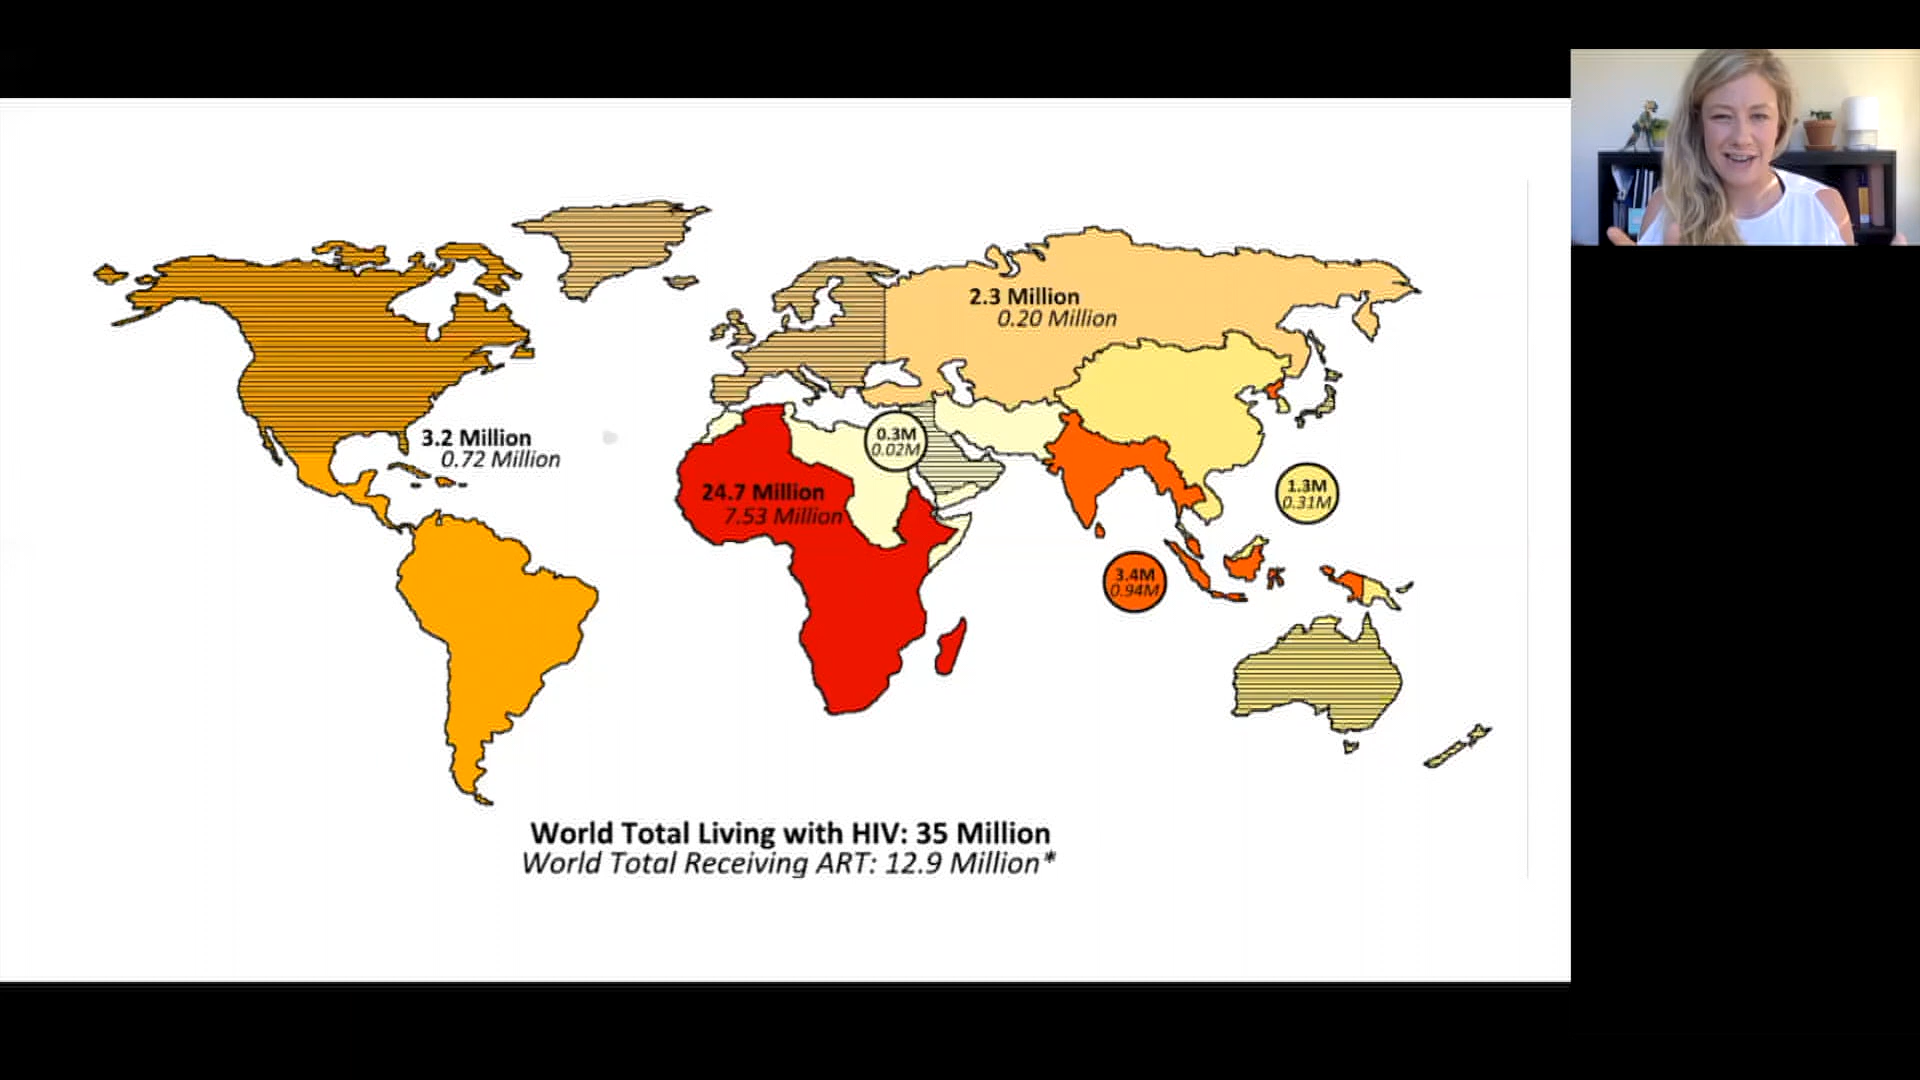 2.3 Million
0.20 Million
3.2 Million
0.72 Million
0.3M
0.02M
24.7 Million
7.53 Million
1.3M
0.31M
3.4M
0.94M
World Total Living with HIV: 35 Million
World Total Receiving ART: 12.9 Million*